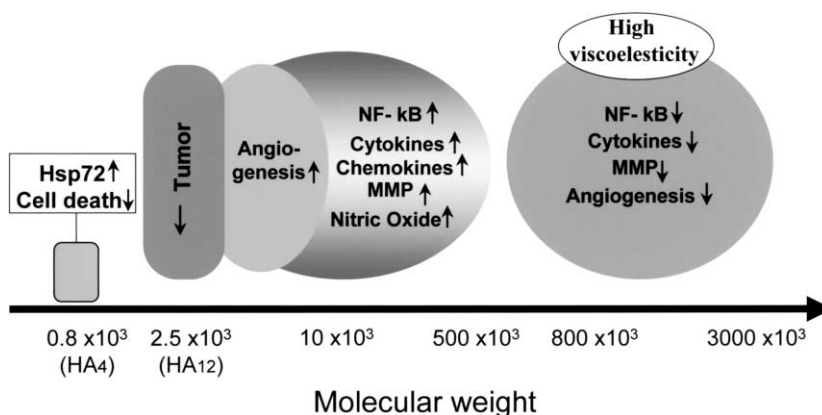 High
viscoelesticity
Hsp72↑
Cell death↓
↓ Tumor
Angio-
genesis↑
NF- kB ↑
Cytokines ↑
Chemokines ↑
MMP ↑
Nitric Oxide↑
NF- kB↓
Cytokines ↓
MMP↓
Angiogenesis ↓
0.8 x10³ 2.5 x10³ 10 x10³ 500 x10³ 800 x10³ 3000 x10³
(HA4) (HA12)
Molecular weight